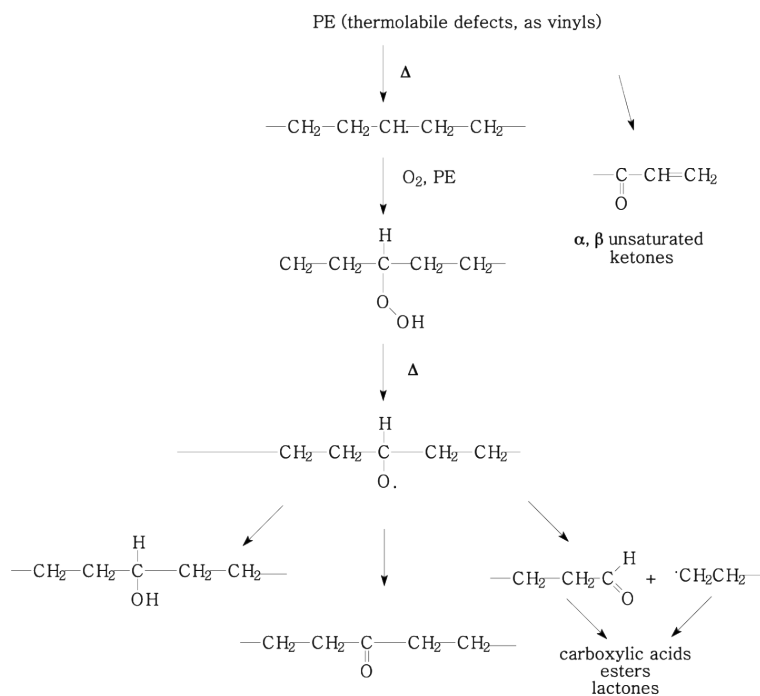 PE (thermolabile defects, as vinyls)
Δ
—CH₂—CH₂—CH.—CH₂—CH₂—
O₂, PE
—C—CH=CH₂
O
α, β unsaturated
ketones
H
CH₂—CH₂—C—CH₂—CH₂—
O
OH
Δ
H
—CH₂—CH₂—C—CH₂—CH₂—
O.
H
—CH₂—CH₂—C—CH₂—CH₂—
OH
H
—CH₂—CH₂—C + ·CH₂CH₂—
O
—CH₂—CH₂—C—CH₂—CH₂—
O
carboxylic acids
esters
lactones